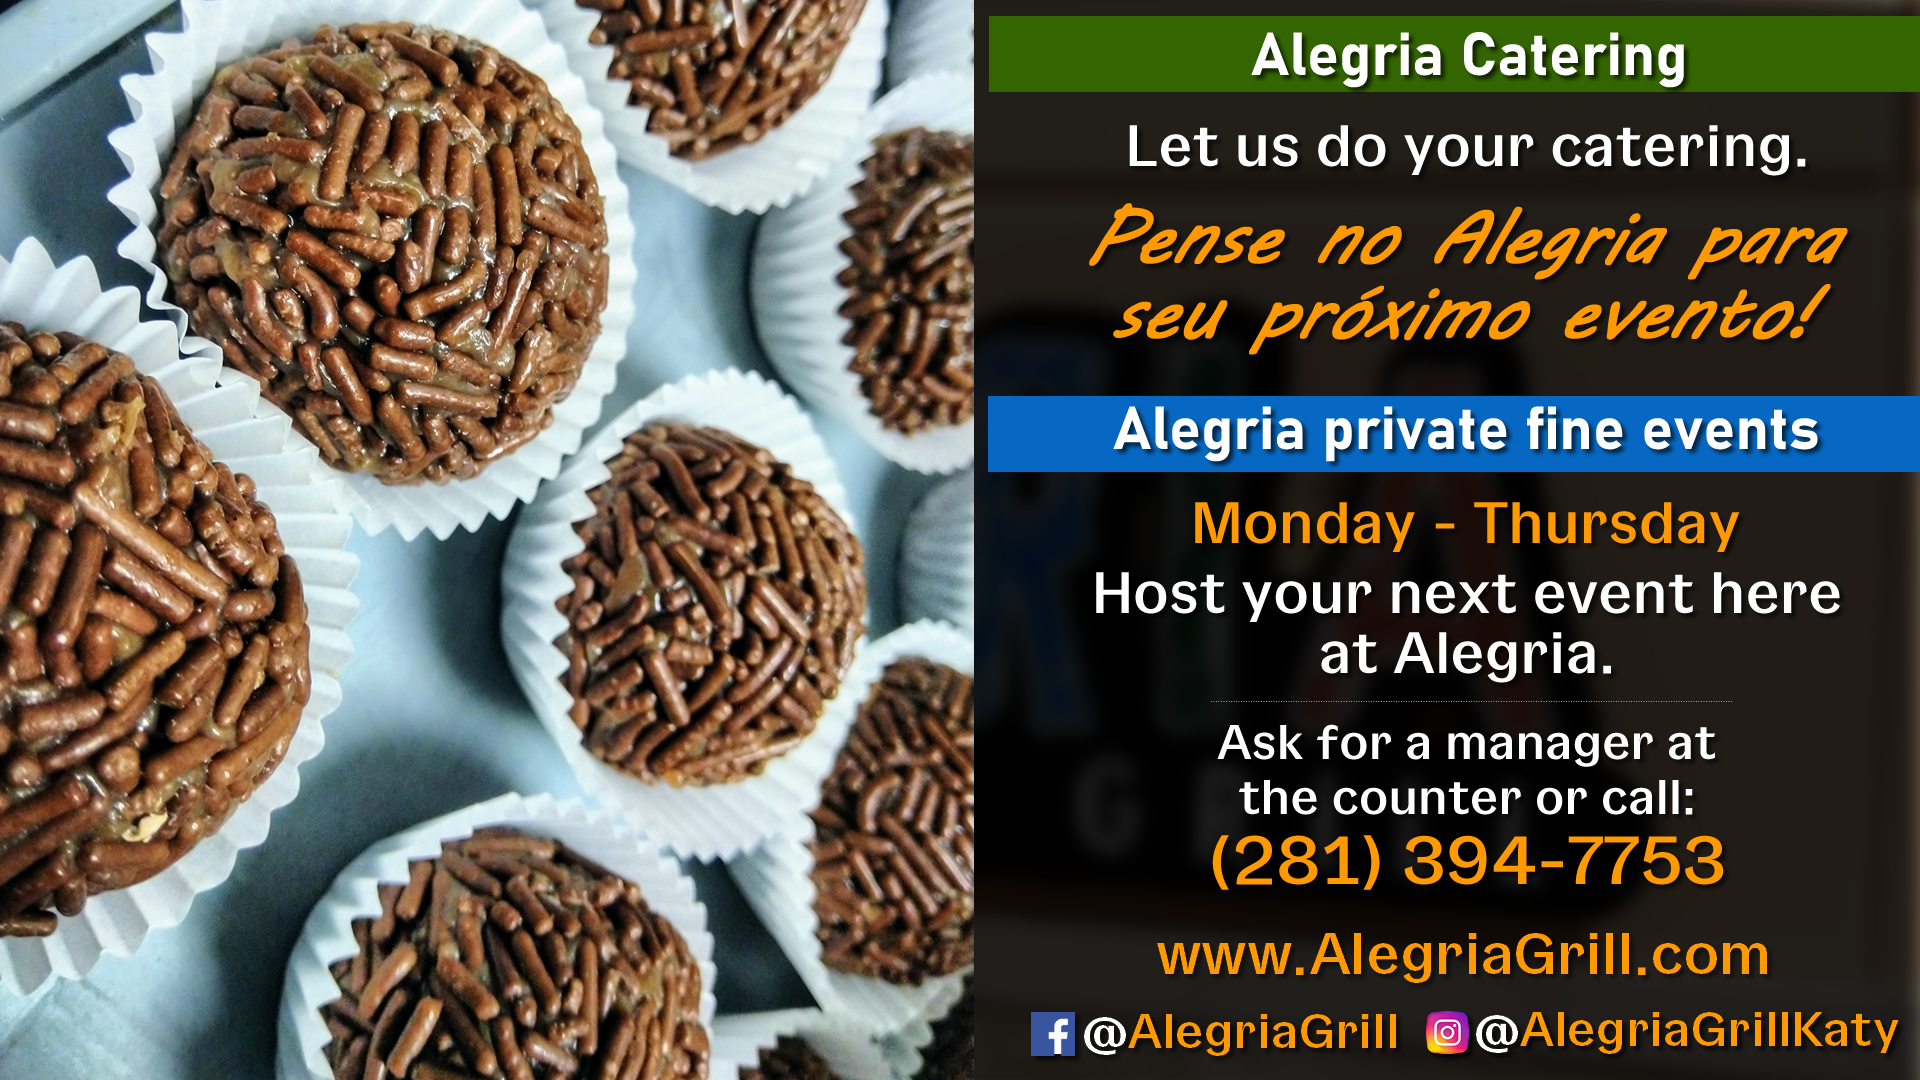 Alegria Catering
Let us do your catering.
Pense no Alegria para
seu próximo evento!
Alegria private fine events
Monday - Thursday
Host your next event here
at Alegria.
Ask for a manager at
the counter or call:
(281) 394-7753
www.AlegriaGrill.com
@AlegriaGrill @AlegriaGrillKaty